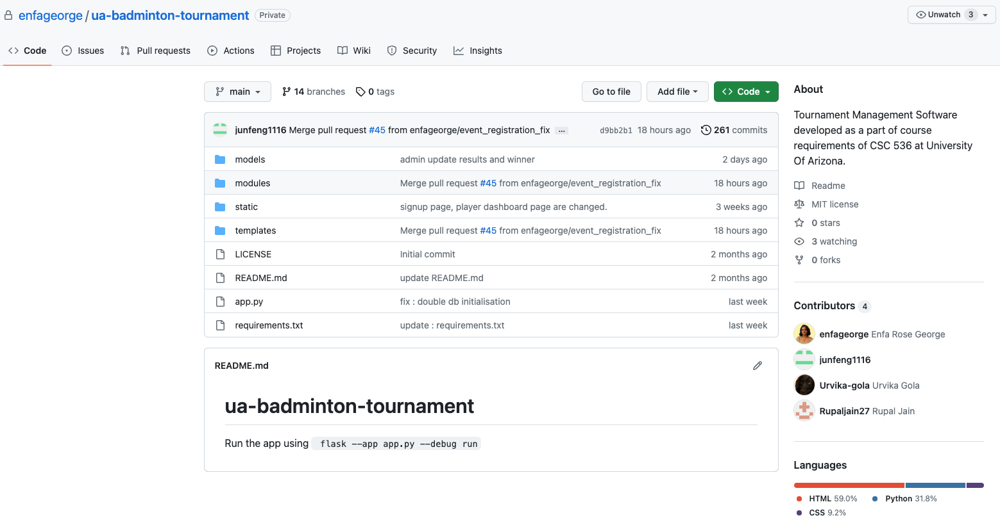 enfageorge / ua-badminton-tournament Private
Unwatch 3
Code Issues Pull requests Actions Projects Wiki Security Insights
main 14 branches 0 tags Go to file Add file Code
junfeng1116 Merge pull request #45 from enfageorge/event_registration_fix ... d9bb2b1 18 hours ago 261 commits
models admin update results and winner 2 days ago
modules Merge pull request #45 from enfageorge/event_registration_fix 18 hours ago
static signup page, player dashboard page are changed. 3 weeks ago
templates Merge pull request #45 from enfageorge/event_registration_fix 18 hours ago
LICENSE Initial commit 2 months ago
README.md update README.md 2 months ago
app.py fix : double db initialisation last week
requirements.txt update : requirements.txt last week
README.md
ua-badminton-tournament
Run the app using flask --app app.py --debug run
About
Tournament Management Software
developed as a part of course
requirements of CSC 536 at University
Of Arizona.
Readme
MIT license
0 stars
3 watching
0 forks
Contributors 4
enfageorge Enfa Rose George
junfeng1116
Urvika-gola Urvika Gola
Rupaljain27 Rupal Jain
Languages
HTML 59.0% Python 31.8%
CSS 9.2%